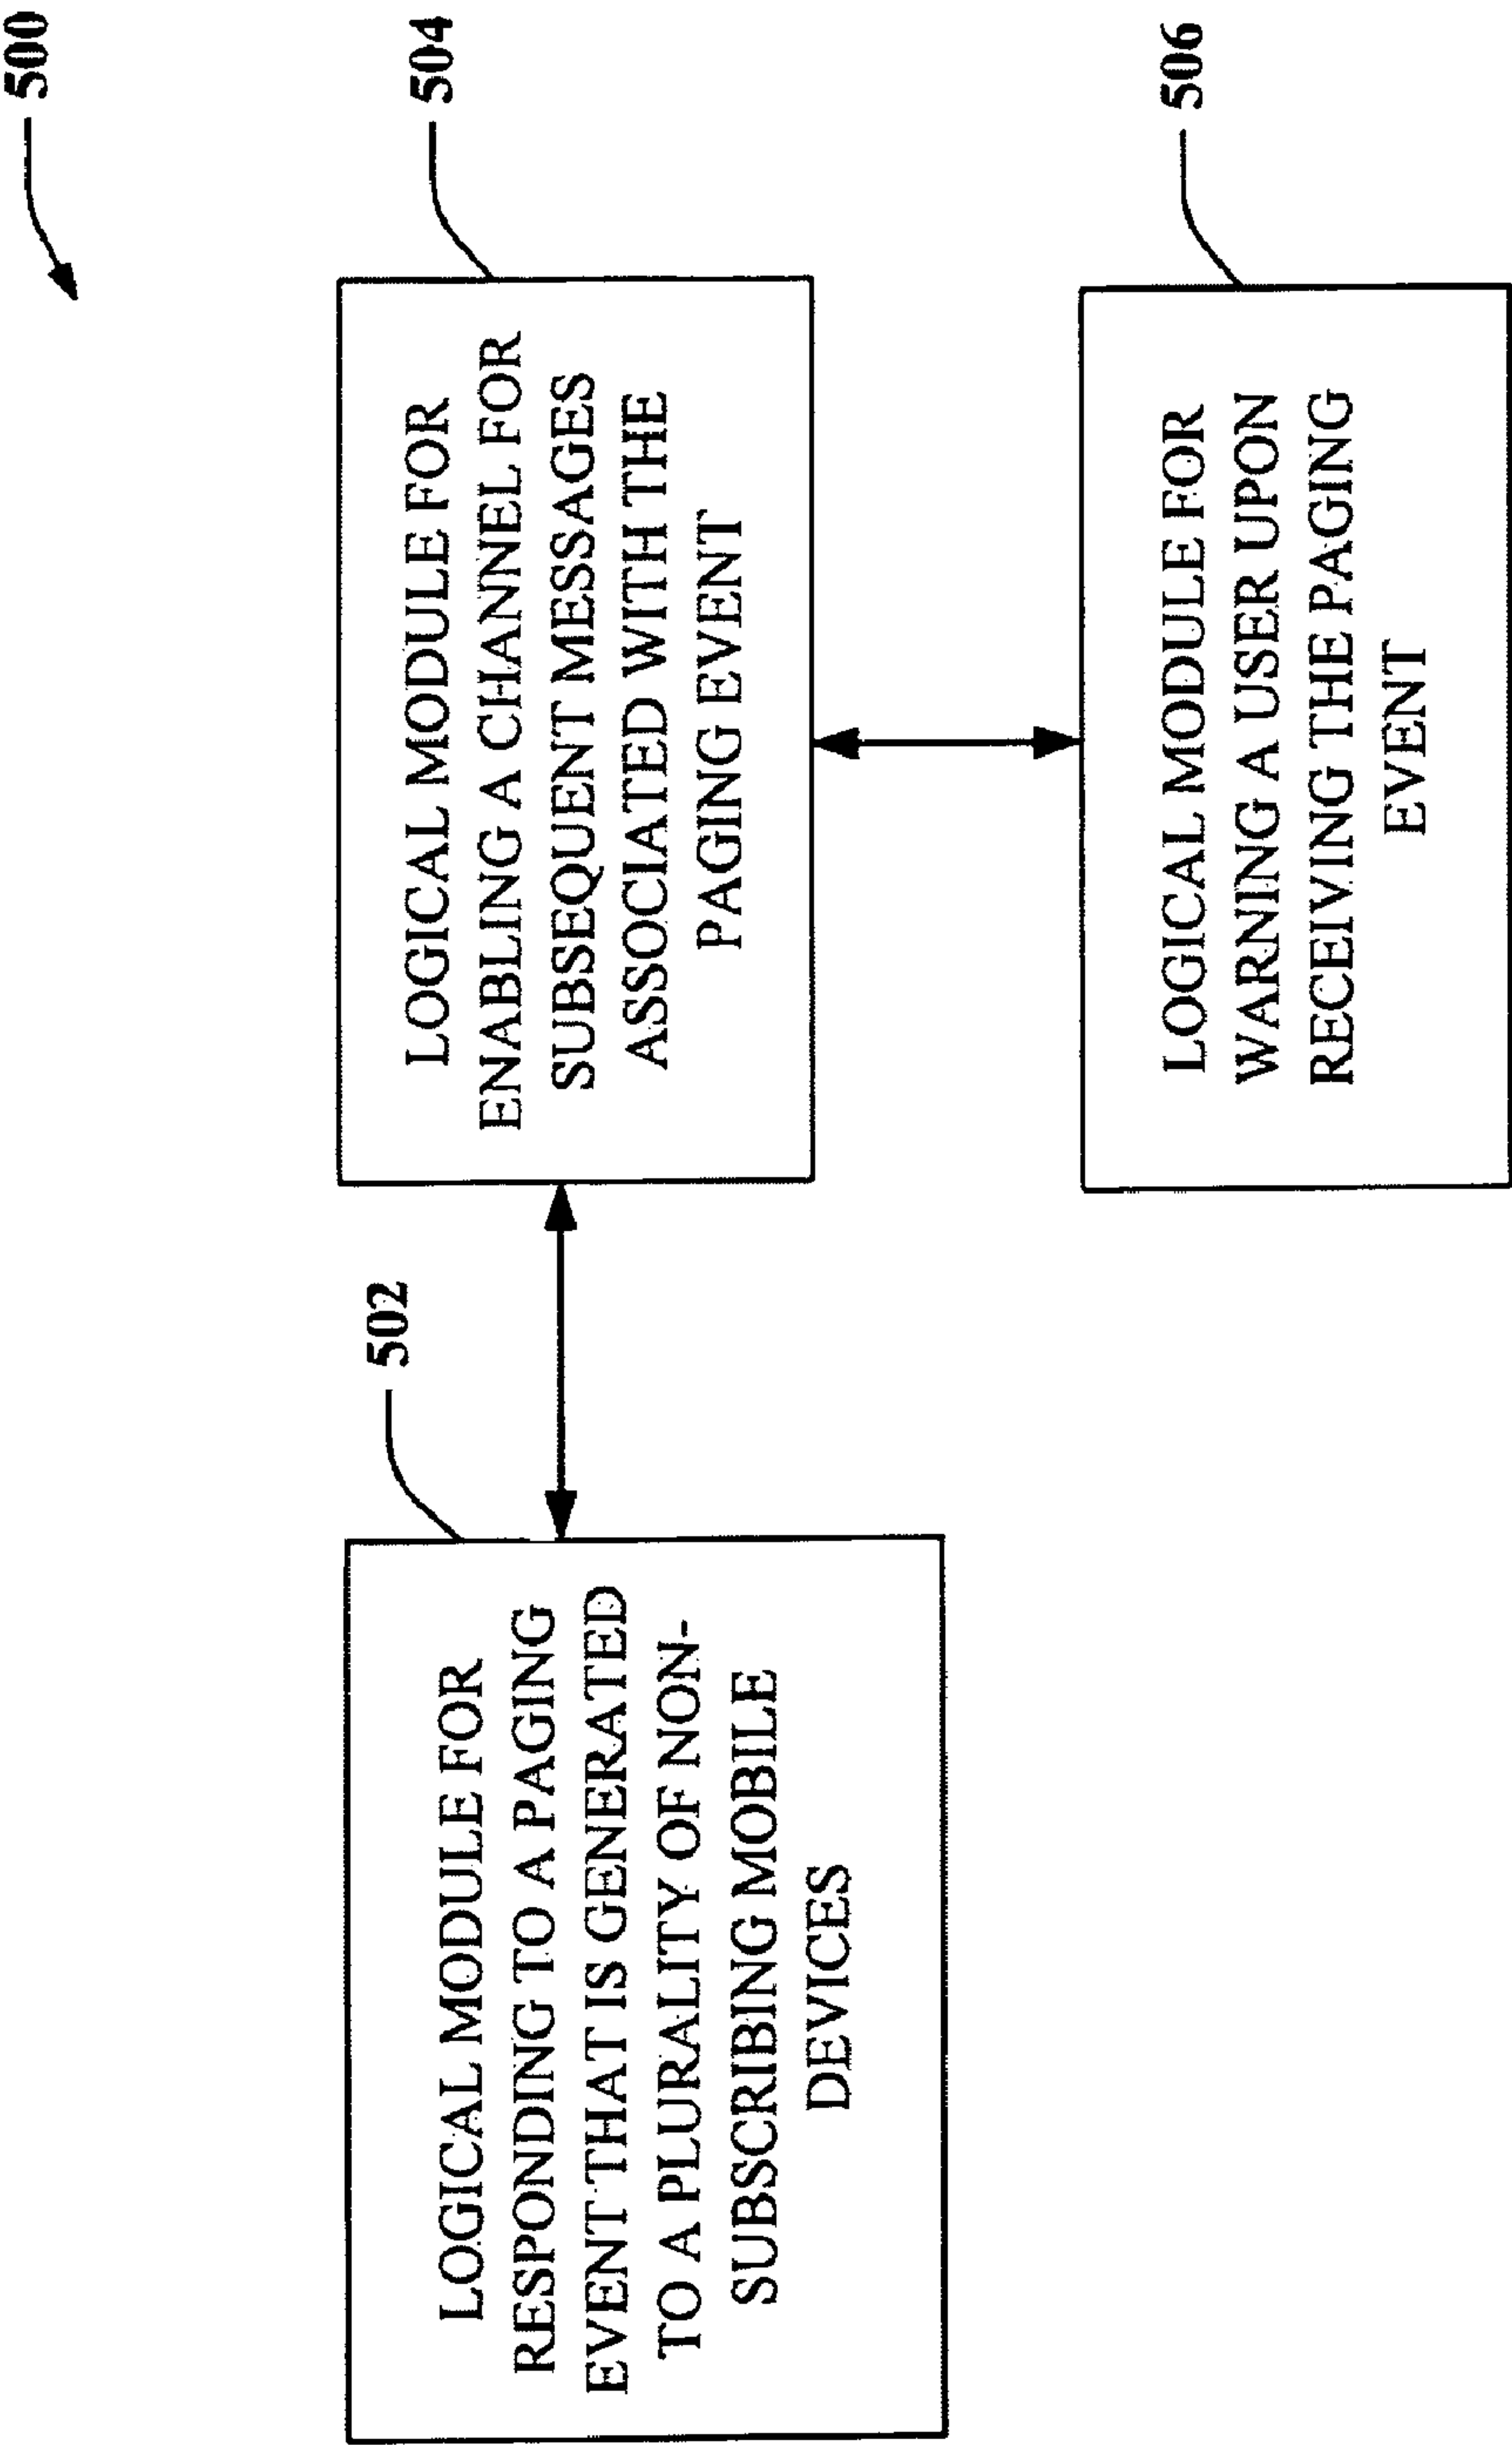 500
502
LOGICAL MODULE FOR
RESPONDING TO A PAGING
EVENT THAT IS GENERATED
TO A PLURALITY OF NON-
SUBSCRIBING MOBILE
DEVICES
504
LOGICAL MODULE FOR
ENABLING A CHANNEL FOR
SUBSEQUENT MESSAGES
ASSOCIATED WITH THE
PAGING EVENT
506
LOGICAL MODULE FOR
WARNING A USER UPON
RECEIVING THE PAGING
EVENT